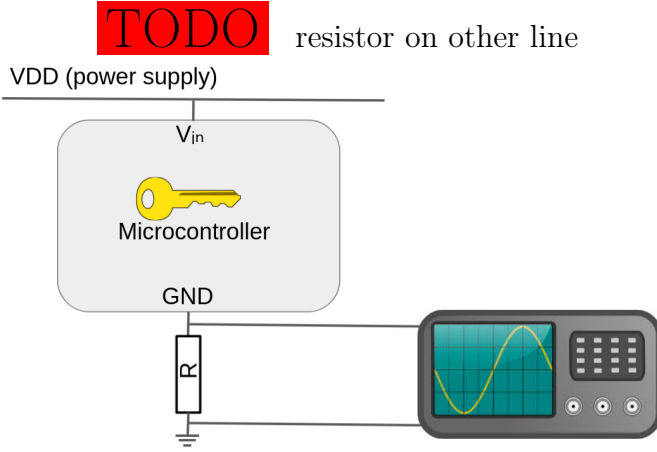 TODO resistor on other line
VDD (power supply)
Vin
Microcontroller
GND
R